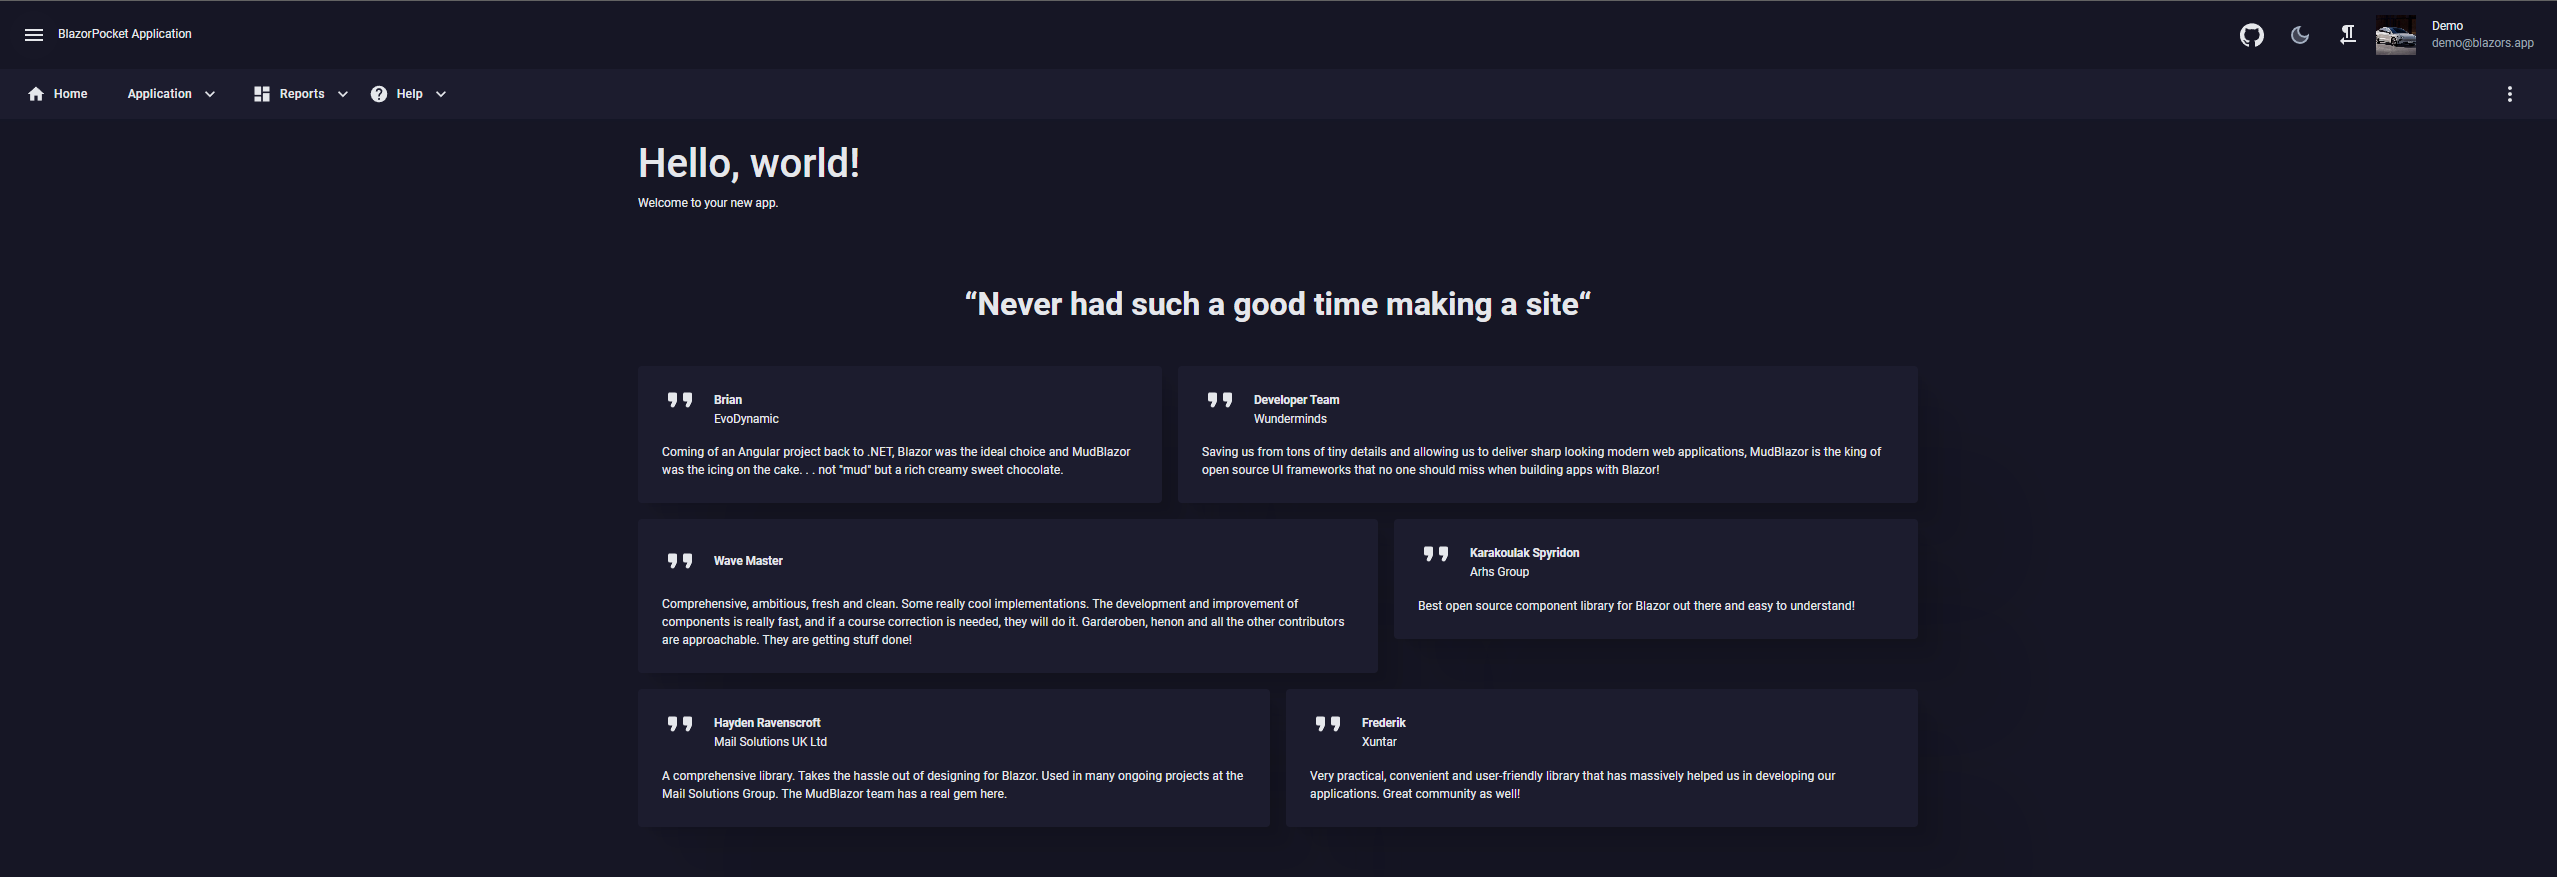 BlazorPocket Application
Demo
demo@blazors.app
Home
Application
Reports
Help
Hello, world!
Welcome to your new app.
“Never had such a good time making a site“
Brian
EvoDynamic
Coming of an Angular project back to .NET, Blazor was the ideal choice and MudBlazor
was the icing on the cake. . . not "mud" but a rich creamy sweet chocolate.
Developer Team
Wunderminds
Saving us from tons of tiny details and allowing us to deliver sharp looking modern web applications, MudBlazor is the king of
open source UI frameworks that no one should miss when building apps with Blazor!
Wave Master
Comprehensive, ambitious, fresh and clean. Some really cool implementations. The development and improvement of
components is really fast, and if a course correction is needed, they will do it. Garderoben, henon and all the other contributors
are approachable. They are getting stuff done!
Karakoulak Spyridon
Arhs Group
Best open source component library for Blazor out there and easy to understand!
Hayden Ravenscroft
Mail Solutions UK Ltd
A comprehensive library. Takes the hassle out of designing for Blazor. Used in many ongoing projects at the
Mail Solutions Group. The MudBlazor team has a real gem here.
Frederik
Xuntar
Very practical, convenient and user-friendly library that has massively helped us in developing our
applications. Great community as well!